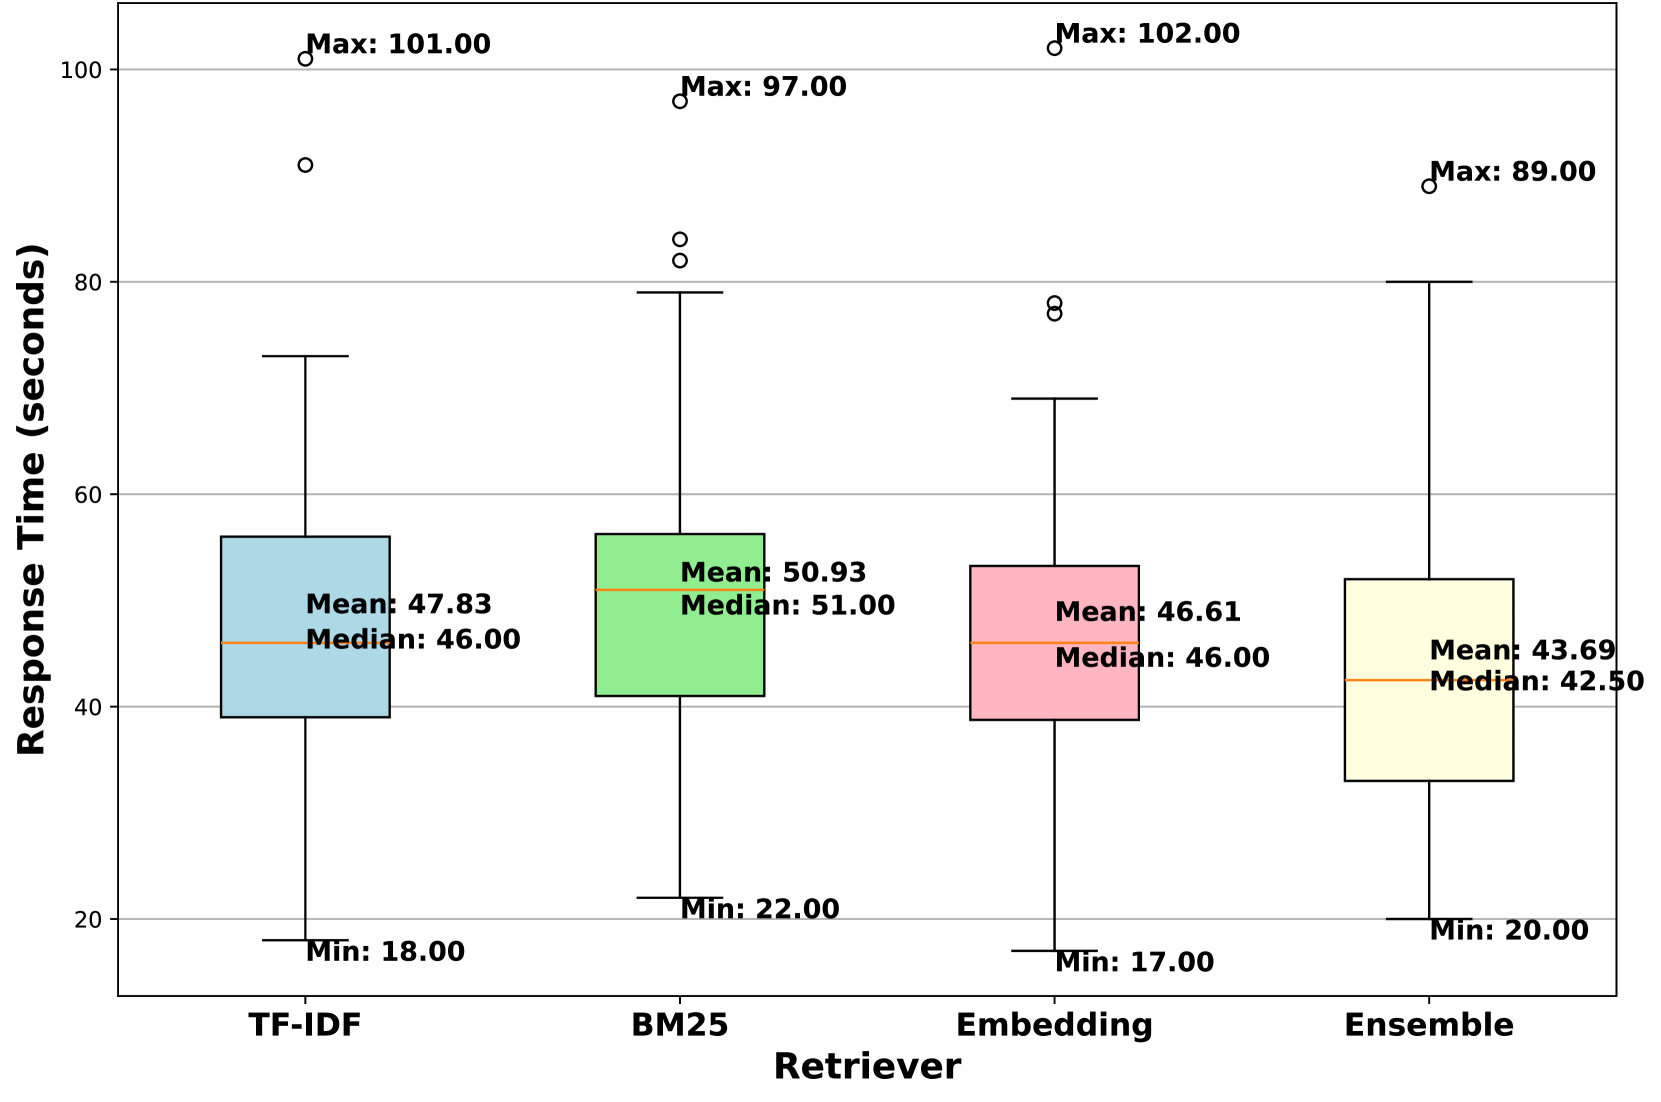 Max: 102.00
Max: 101.00
Max: 97.00
Max: 89.00
Response Time (seconds)
100
80
60
40
20
Mean: 47.83
Median: 46.00
Min: 18.00
Mean: 50.93
Median: 51.00
Min: 22.00
Mean: 46.61
Median: 46.00
Min: 17.00
Mean: 43.69
Median: 42.50
Min: 20.00
TF-IDF BM25 Embedding Ensemble
Retriever